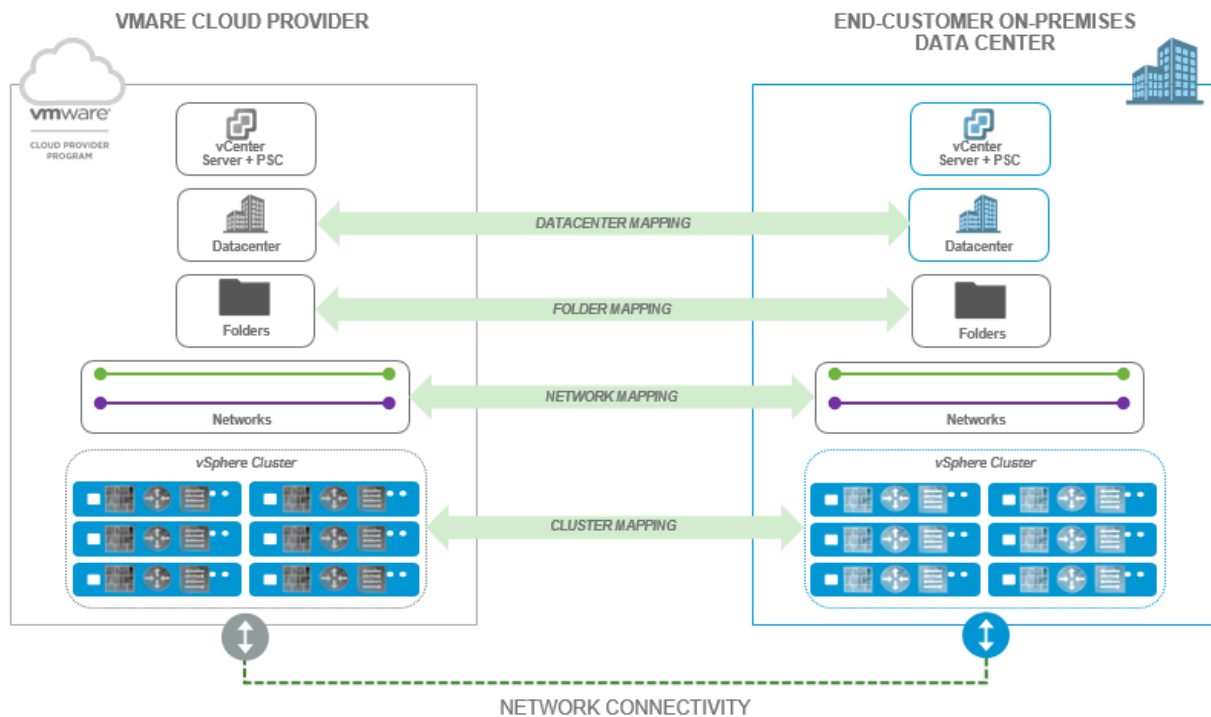 VMWARE CLOUD PROVIDER
END-CUSTOMER ON-PREMISES
DATA CENTER
vmware®
CLOUD PROVIDER
PROGRAM
vCenter
Server + PSC
vCenter
Server + PSC
Datacenter
DATACENTER MAPPING
Datacenter
Folders
FOLDER MAPPING
Folders
Networks
NETWORK MAPPING
Networks
vSphere Cluster
CLUSTER MAPPING
vSphere Cluster
NETWORK CONNECTIVITY